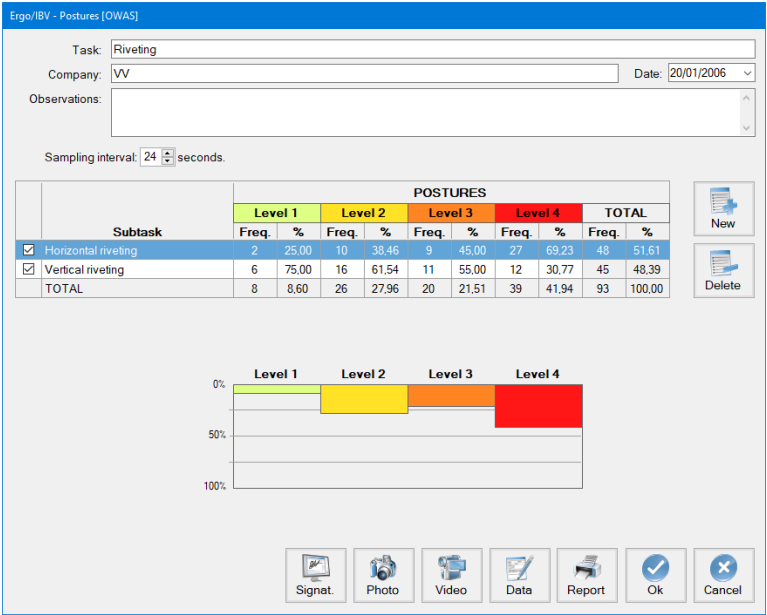 Ergo/IBV - Postures [OWAS]
Task: Riveting
Company: VV Date: 20/01/2006
Observations:
Sampling interval: 24 seconds.
POSTURES
Level 1 Level 2 Level 3 Level 4 TOTAL
Subtask Freq. % Freq. % Freq. % Freq. % Freq. %
Horizontal riveting 2 25,00 10 38,46 9 45,00 27 69,23 48 51,61
Vertical riveting 6 75,00 16 61,54 11 55,00 12 30,77 45 48,39
TOTAL 8 8,60 26 27,96 20 21,51 39 41,94 93 100,00
New
Delete
Level 1 Level 2 Level 3 Level 4
0%
50%
100%
Signat. Photo Video Data Report Ok Cancel